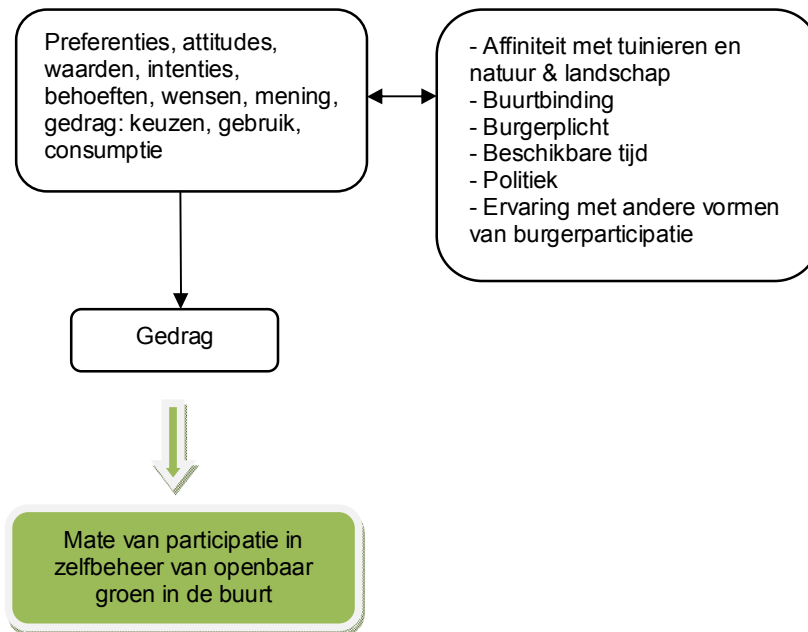 Preferenties, attitudes,
waarden, intenties,
behoeften, wensen, mening,
gedrag: keuzen, gebruik,
consumptie
- Affiniteit met tuinieren en
natuur & landschap
- Buurtbinding
- Burgerplicht
- Beschikbare tijd
- Politiek
- Ervaring met andere vormen
van burgerparticipatie
Gedrag
Mate van participatie in
zelfbeheer van openbaar
groen in de buurt